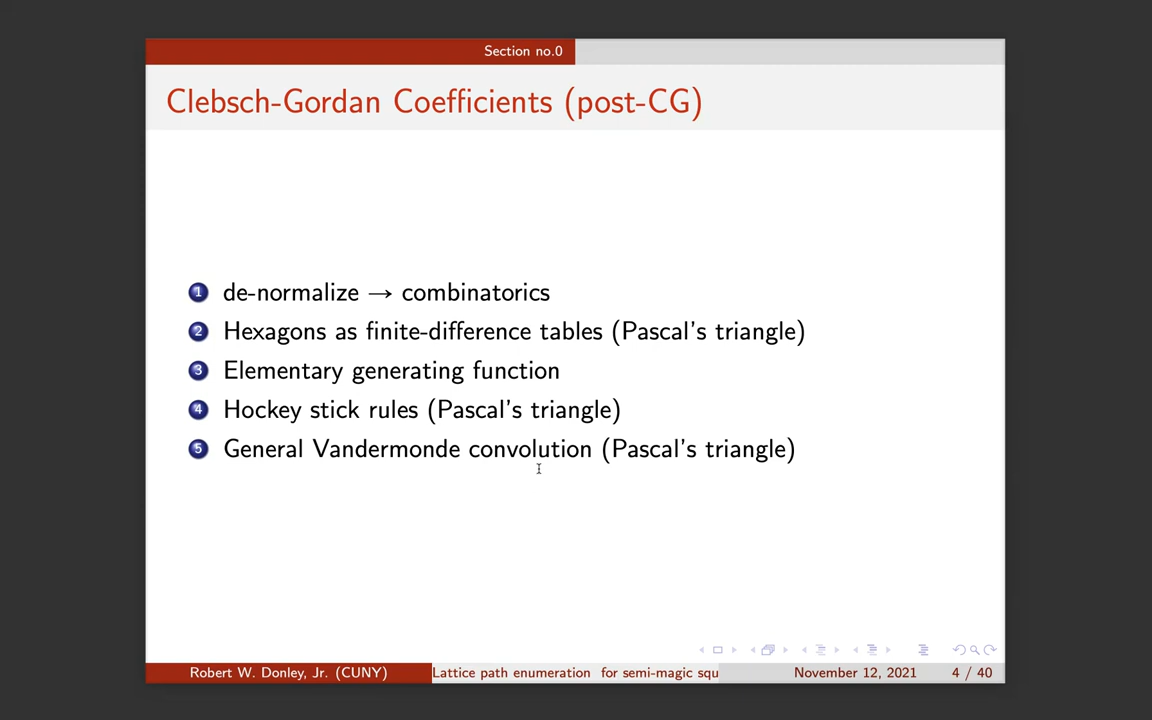 Section no.0
Clebsch-Gordan Coefficients (post-CG)
1 de-normalize → combinatorics
2 Hexagons as finite-difference tables (Pascal's triangle)
3 Elementary generating function
4 Hockey stick rules (Pascal's triangle)
5 General Vandermonde convolution (Pascal's triangle)
Robert W. Donley, Jr. (CUNY) Lattice path enumeration for semi-magic squ November 12, 2021 4 / 40